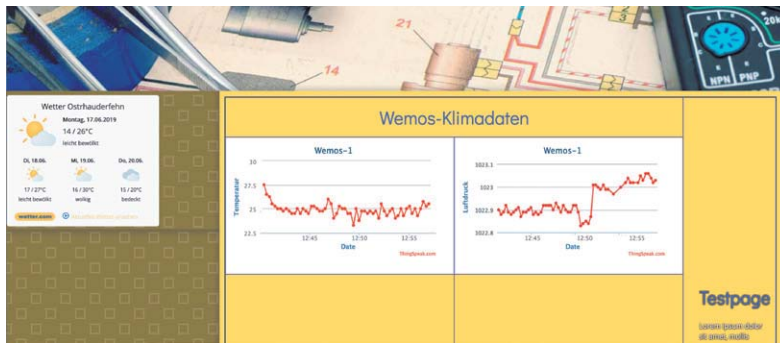 21
14
20k
NPN PNP
Wetter Ostrhauderfehn
Montag, 17.06.2019
14 / 26°C
leicht bewölkt
Di, 18.06.
Mi, 19.06.
Do, 20.06.
17 / 27°C
16 / 30°C
15 / 20°C
leicht bewölkt
wolkig
bedeckt
wetter.com
Wemos-Klimadaten
Wemos-1
Temperatur
30
27.5
25
22.5
12:45
12:50
12:55
Date
ThingSpeak.com
Wemos-1
Luftdruck
1023.1
1023
1022.9
1022.8
12:45
12:50
12:55
Date
ThingSpeak.com
Testpage
Lorem ipsum dolor
sit amet, mollis